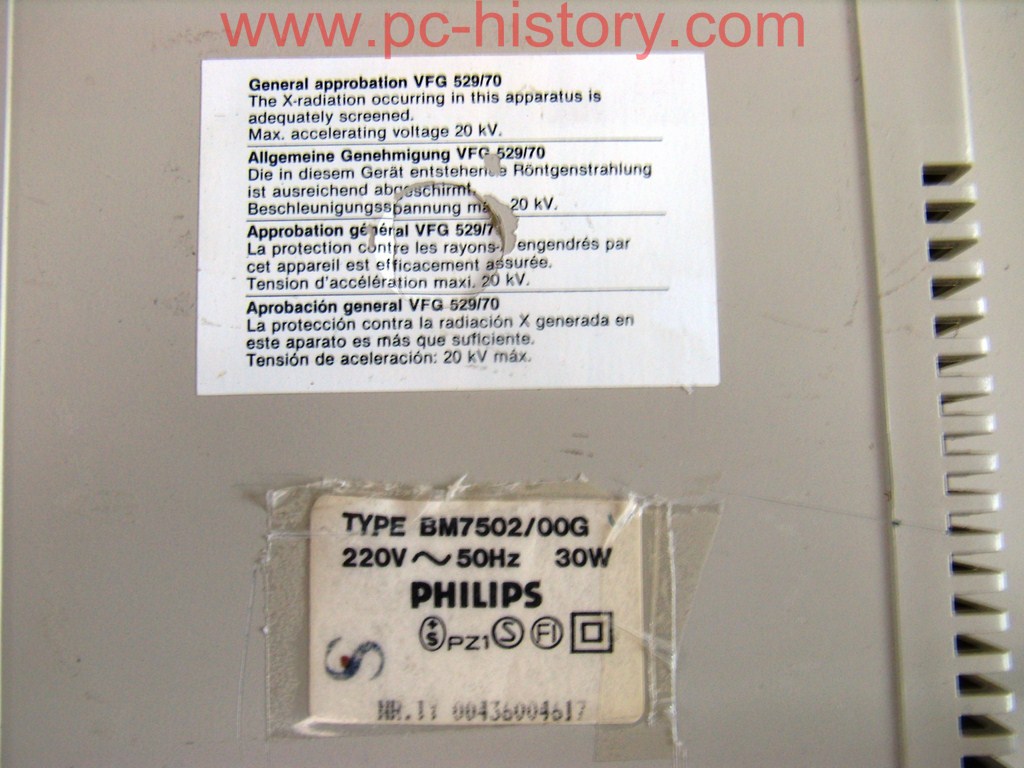 www.pc-history.com
General approbation VFG 529/70
The X-radiation occurring in this apparatus is
adequately screened.
Max. accelerating voltage 20 kV.
Allgemeine Genehmigung VFG 529/70
Die in diesem Gerät entstehende Röntgenstrahlung
ist ausreichend abgeschirmt.
Beschleunigungsspannung 20 kV.
Approbation général VFG 529/70
La protection contre les engendrés par
cet appareil est efficacement assurée.
Tension d'accélération maxi. 20 kV.
Aprobación general VFG 529/70
La protección contra la radiación X generada en
este aparato es más que suficiente.
Tensión de aceleración: 20 kV máx.
TYPE BM7502/00G
220V ~ 50Hz 30W
PHILIPS
+S PZ1 S FI
00436004617